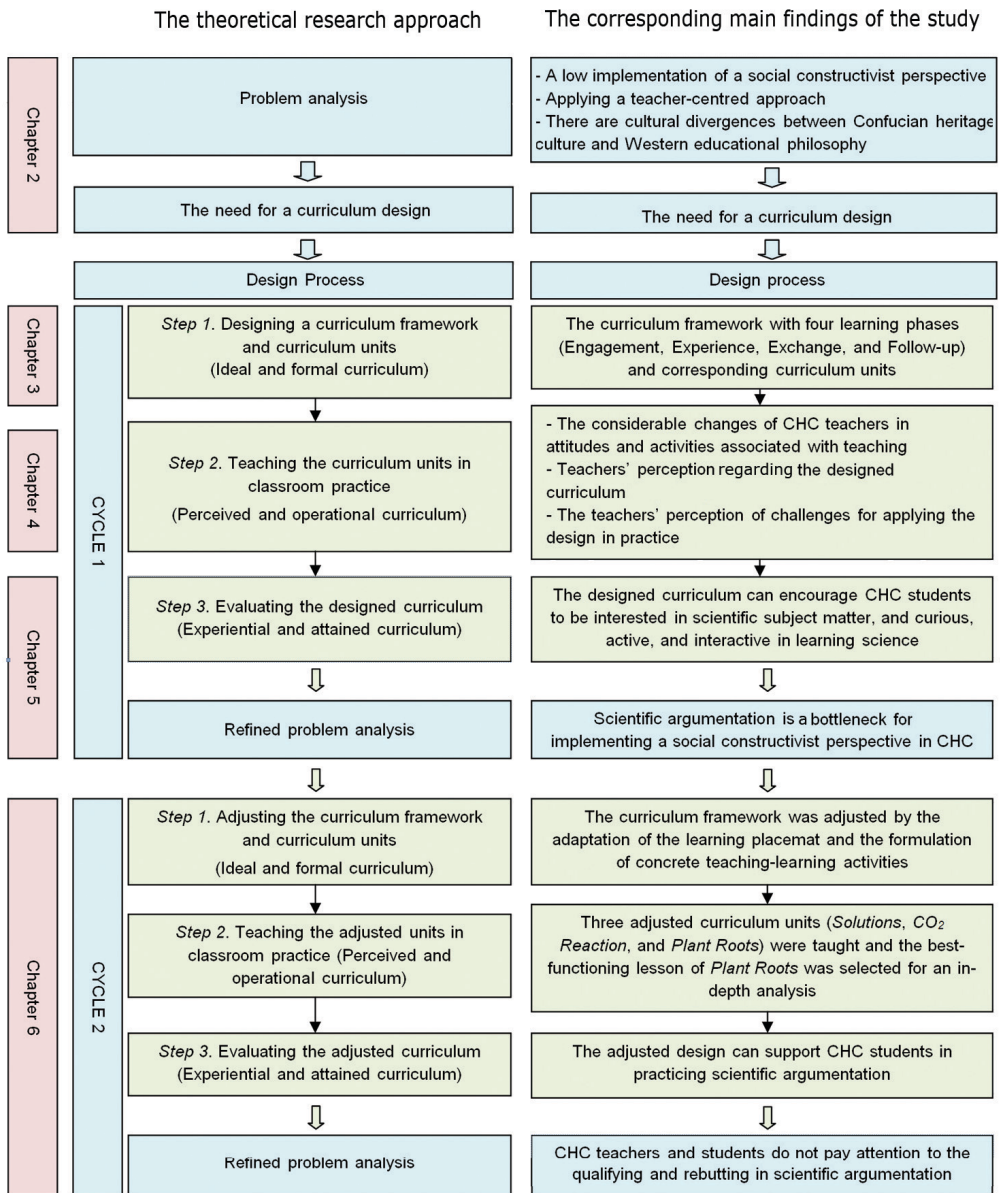 The theoretical research approach
The corresponding main findings of the study
Chapter 2
Problem analysis
- A low implementation of a social constructivist perspective
- Applying a teacher-centred approach
- There are cultural divergences between Confucian heritage
culture and Western educational philosophy
The need for a curriculum design
The need for a curriculum design
Design Process
Design process
Chapter 3
CYCLE 1
Step 1. Designing a curriculum framework
and curriculum units
(Ideal and formal curriculum)
The curriculum framework with four learning phases
(Engagement, Experience, Exchange, and Follow-up)
and corresponding curriculum units
Chapter 4
Step 2. Teaching the curriculum units in
classroom practice
(Perceived and operational curriculum)
- The considerable changes of CHC teachers in
attitudes and activities associated with teaching
- Teachers' perception regarding the designed
curriculum
- The teachers' perception of challenges for applying the
design in practice
Chapter 5
Step 3. Evaluating the designed curriculum
(Experiential and attained curriculum)
The designed curriculum can encourage CHC students
to be interested in scientific subject matter, and curious,
active, and interactive in learning science
Refined problem analysis
Scientific argumentation is a bottleneck for
implementing a social constructivist perspective in CHC
Chapter 6
CYCLE 2
Step 1. Adjusting the curriculum framework
and curriculum units
(Ideal and formal curriculum)
The curriculum framework was adjusted by the
adaptation of the learning placemat and the formulation
of concrete teaching-learning activities
Step 2. Teaching the adjusted units in
classroom practice (Perceived and
operational curriculum)
Three adjusted curriculum units (Solutions, CO₂
Reaction, and Plant Roots) were taught and the best-
functioning lesson of Plant Roots was selected for an in-
depth analysis
Step 3. Evaluating the adjusted curriculum
(Experiential and attained curriculum)
The adjusted design can support CHC students in
practicing scientific argumentation
Refined problem analysis
CHC teachers and students do not pay attention to the
qualifying and rebutting in scientific argumentation